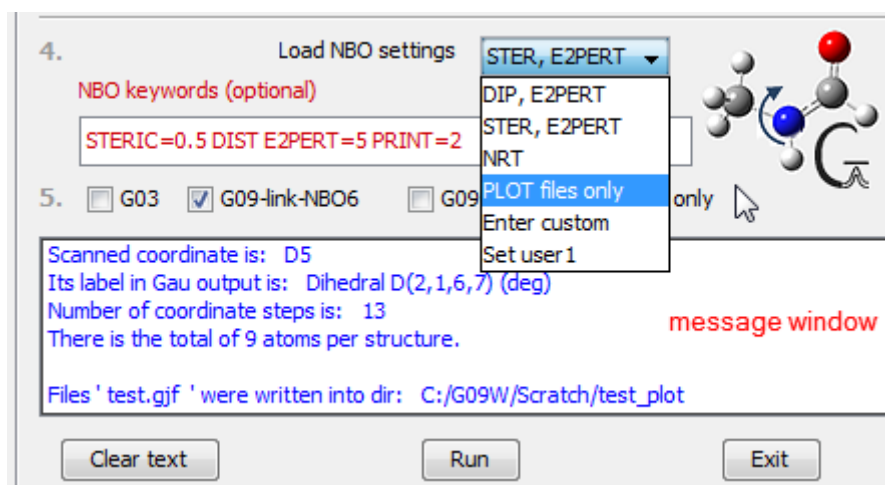 4. Load NBO settings STER, E2PERT
NBO keywords (optional)
DIP, E2PERT
STER, E2PERT
NRT
PLOT files only
Enter custom
Set user1
STERIC=0.5 DIST E2PERT=5 PRINT=2
5. G03 G09-link-NBO6 G09 only
Scanned coordinate is: D5
Its label in Gau output is: Dihedral D(2,1,6,7) (deg)
Number of coordinate steps is: 13
There is the total of 9 atoms per structure.
message window
Files ' test.gjf ' were written into dir: C:/G09W/Scratch/test_plot
Clear text Run Exit